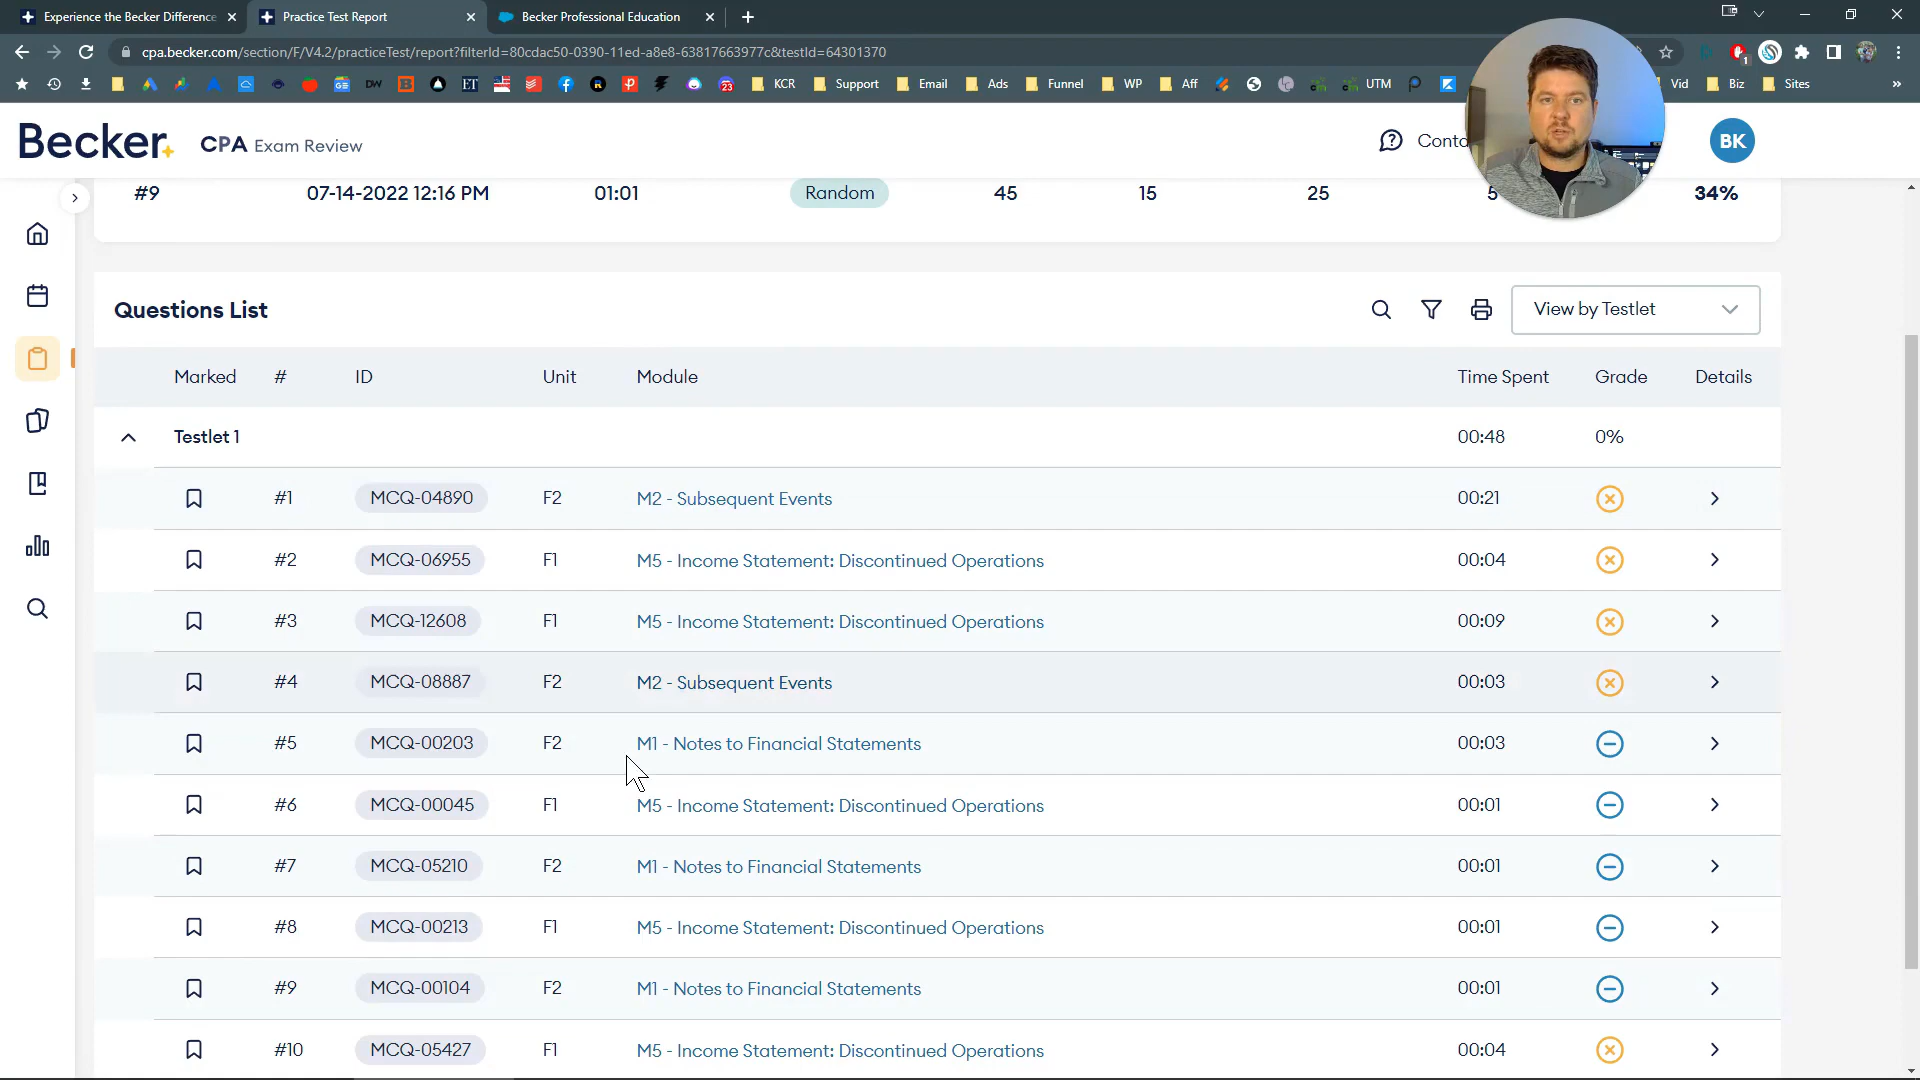 Experience the Becker Difference
Practice Test Report
Becker Professional Education
cpa.becker.com/section/F/V4.2/practiceTest/report?filterId=80cdac50-0390-11ed-a8e8-63817663977c&testId=64301370
KCR Support Email Ads Funnel WP Aff 23 UTM Vid Biz Sites
Becker. CPA Exam Review
Conta
BK
#9 07-14-2022 12:16 PM 01:01 Random 45 15 25 5 34%
Questions List
View by Testlet
Marked # ID Unit Module Time Spent Grade Details
Testlet 1 00:48 0%
#1 MCQ-04890 F2 M2 - Subsequent Events 00:21
#2 MCQ-06955 F1 M5 - Income Statement: Discontinued Operations 00:04
#3 MCQ-12608 F1 M5 - Income Statement: Discontinued Operations 00:09
#4 MCQ-08887 F2 M2 - Subsequent Events 00:03
#5 MCQ-00203 F2 M1 - Notes to Financial Statements 00:03
#6 MCQ-00045 F1 M5 - Income Statement: Discontinued Operations 00:01
#7 MCQ-05210 F2 M1 - Notes to Financial Statements 00:01
#8 MCQ-00213 F1 M5 - Income Statement: Discontinued Operations 00:01
#9 MCQ-00104 F2 M1 - Notes to Financial Statements 00:01
#10 MCQ-05427 F1 M5 - Income Statement: Discontinued Operations 00:04